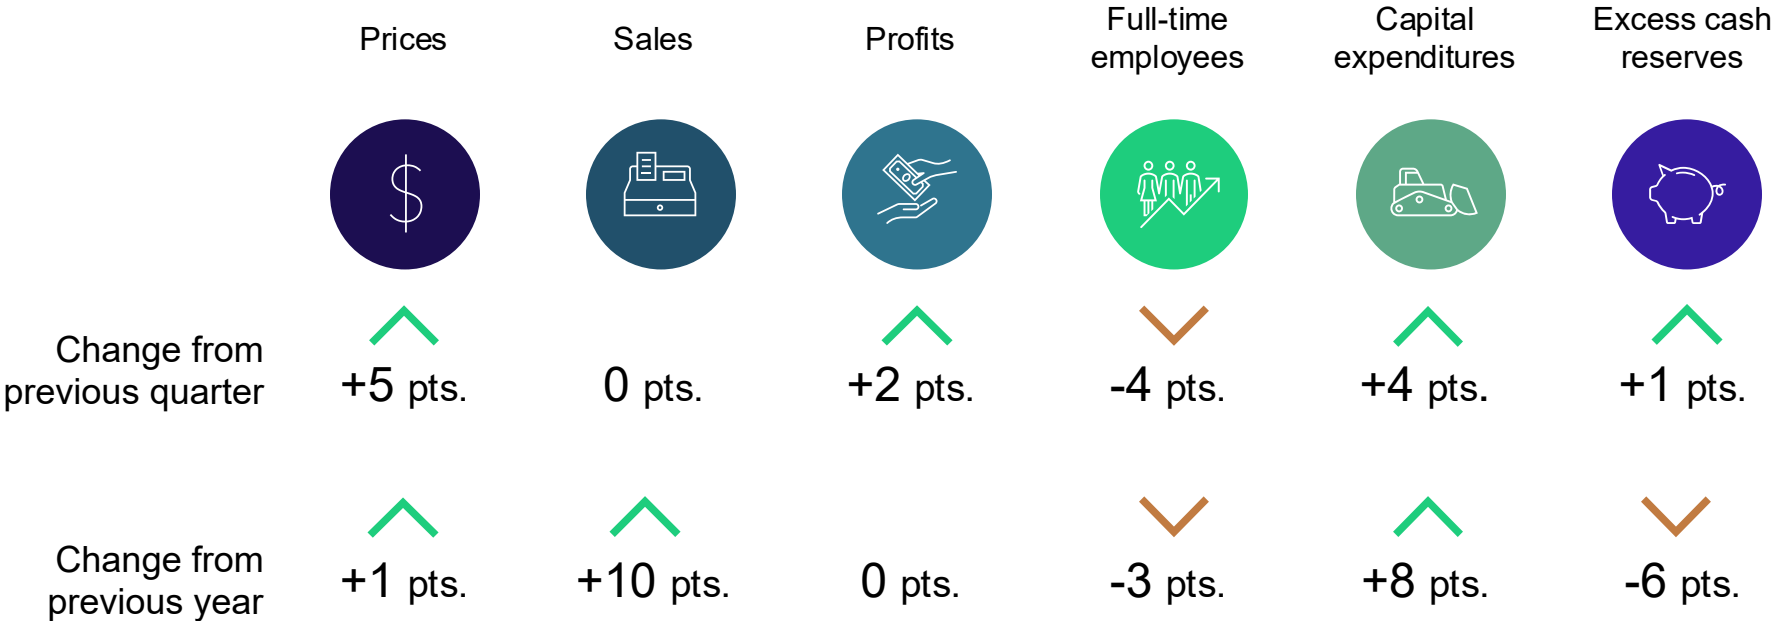 Prices
Sales
Profits
Full-time
employees
Capital
expenditures
Excess cash
reserves
$
Change from
previous quarter
+5 pts.
0 pts.
+2 pts.
-4 pts.
+4 pts.
+1 pts.
Change from
previous year
+1 pts.
+10 pts.
0 pts.
-3 pts.
+8 pts.
-6 pts.